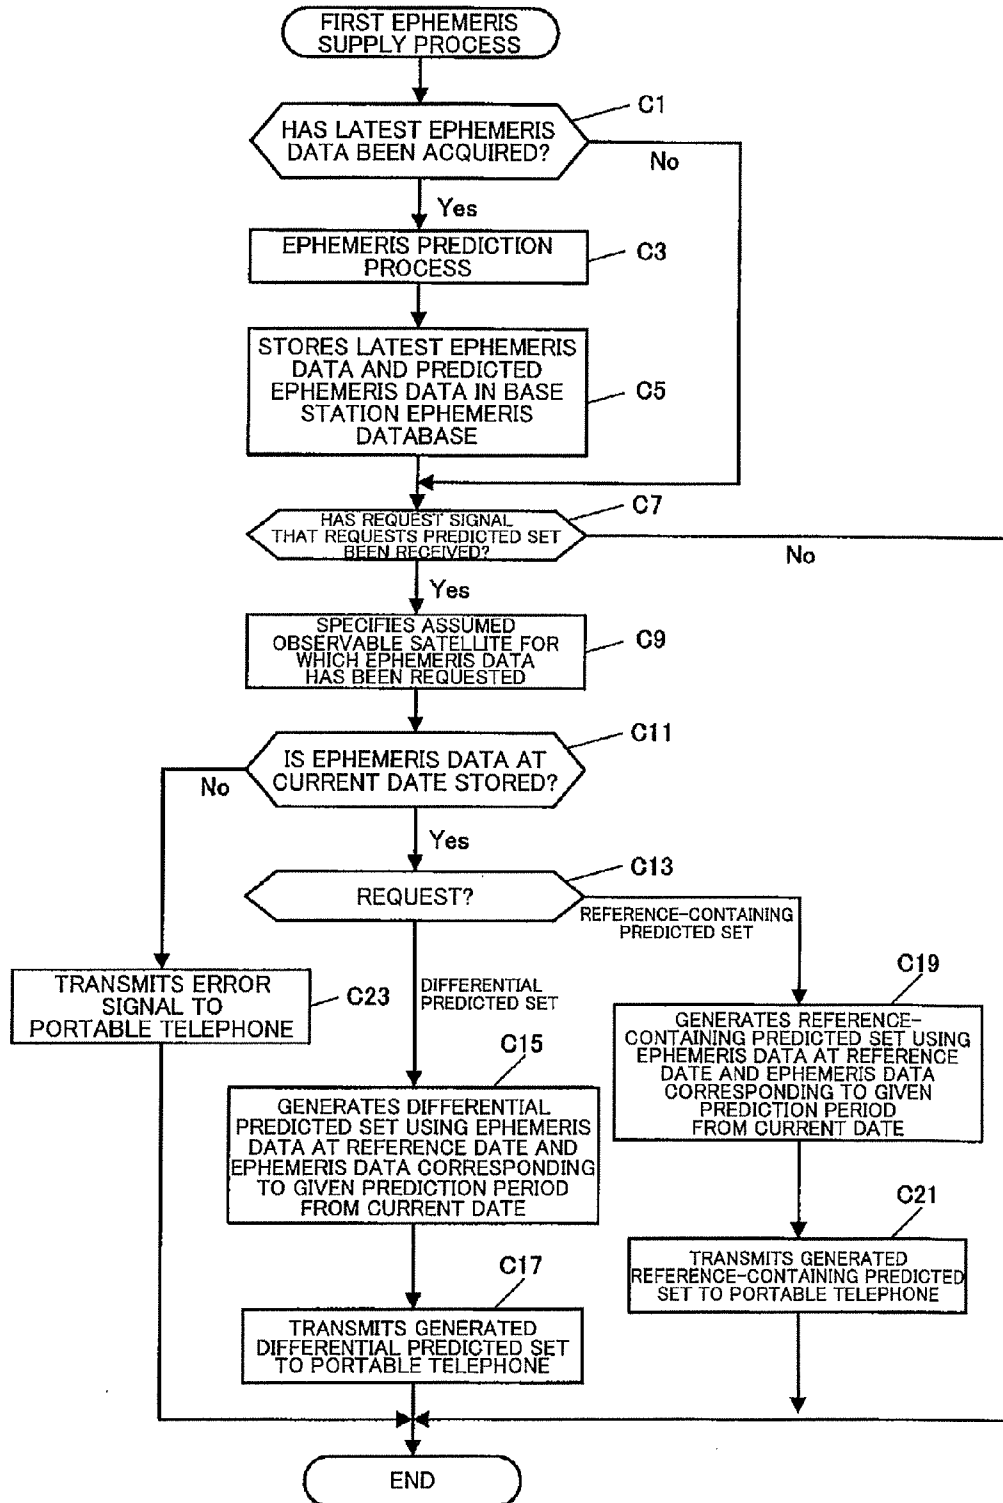 FIRST EPHEMERIS
SUPPLY PROCESS
C1
HAS LATEST EPHEMERIS
DATA BEEN ACQUIRED?
No
Yes
EPHEMERIS PREDICTION
PROCESS
C3
STORES LATEST EPHEMERIS
DATA AND PREDICTED
EPHEMERIS DATA IN BASE
STATION EPHEMERIS
DATABASE
C5
C7
HAS REQUEST SIGNAL
THAT REQUESTS PREDICTED SET
BEEN RECEIVED?
No
Yes
SPECIFIES ASSUMED
OBSERVABLE SATELLITE FOR
WHICH EPHEMERIS DATA
HAS BEEN REQUESTED
C9
C11
IS EPHEMERIS DATA AT
CURRENT DATE STORED?
No
Yes
C13
REQUEST?
REFERENCE-CONTAINING
PREDICTED SET
DIFFERENTIAL
PREDICTED SET
TRANSMITS ERROR
SIGNAL TO
PORTABLE TELEPHONE
C23
C19
GENERATES REFERENCE-
CONTAINING PREDICTED SET USING
EPHEMERIS DATA AT REFERENCE
DATE AND EPHEMERIS DATA
CORRESPONDING TO GIVEN
PREDICTION PERIOD
FROM CURRENT DATE
C15
GENERATES DIFFERENTIAL
PREDICTED SET USING EPHEMERIS
DATA AT REFERENCE DATE AND
EPHEMERIS DATA CORRESPONDING
TO GIVEN PREDICTION PERIOD
FROM CURRENT DATE
C21
TRANSMITS GENERATED
REFERENCE-CONTAINING PREDICTED
SET TO PORTABLE TELEPHONE
C17
TRANSMITS GENERATED
DIFFERENTIAL PREDICTED SET
TO PORTABLE TELEPHONE
END